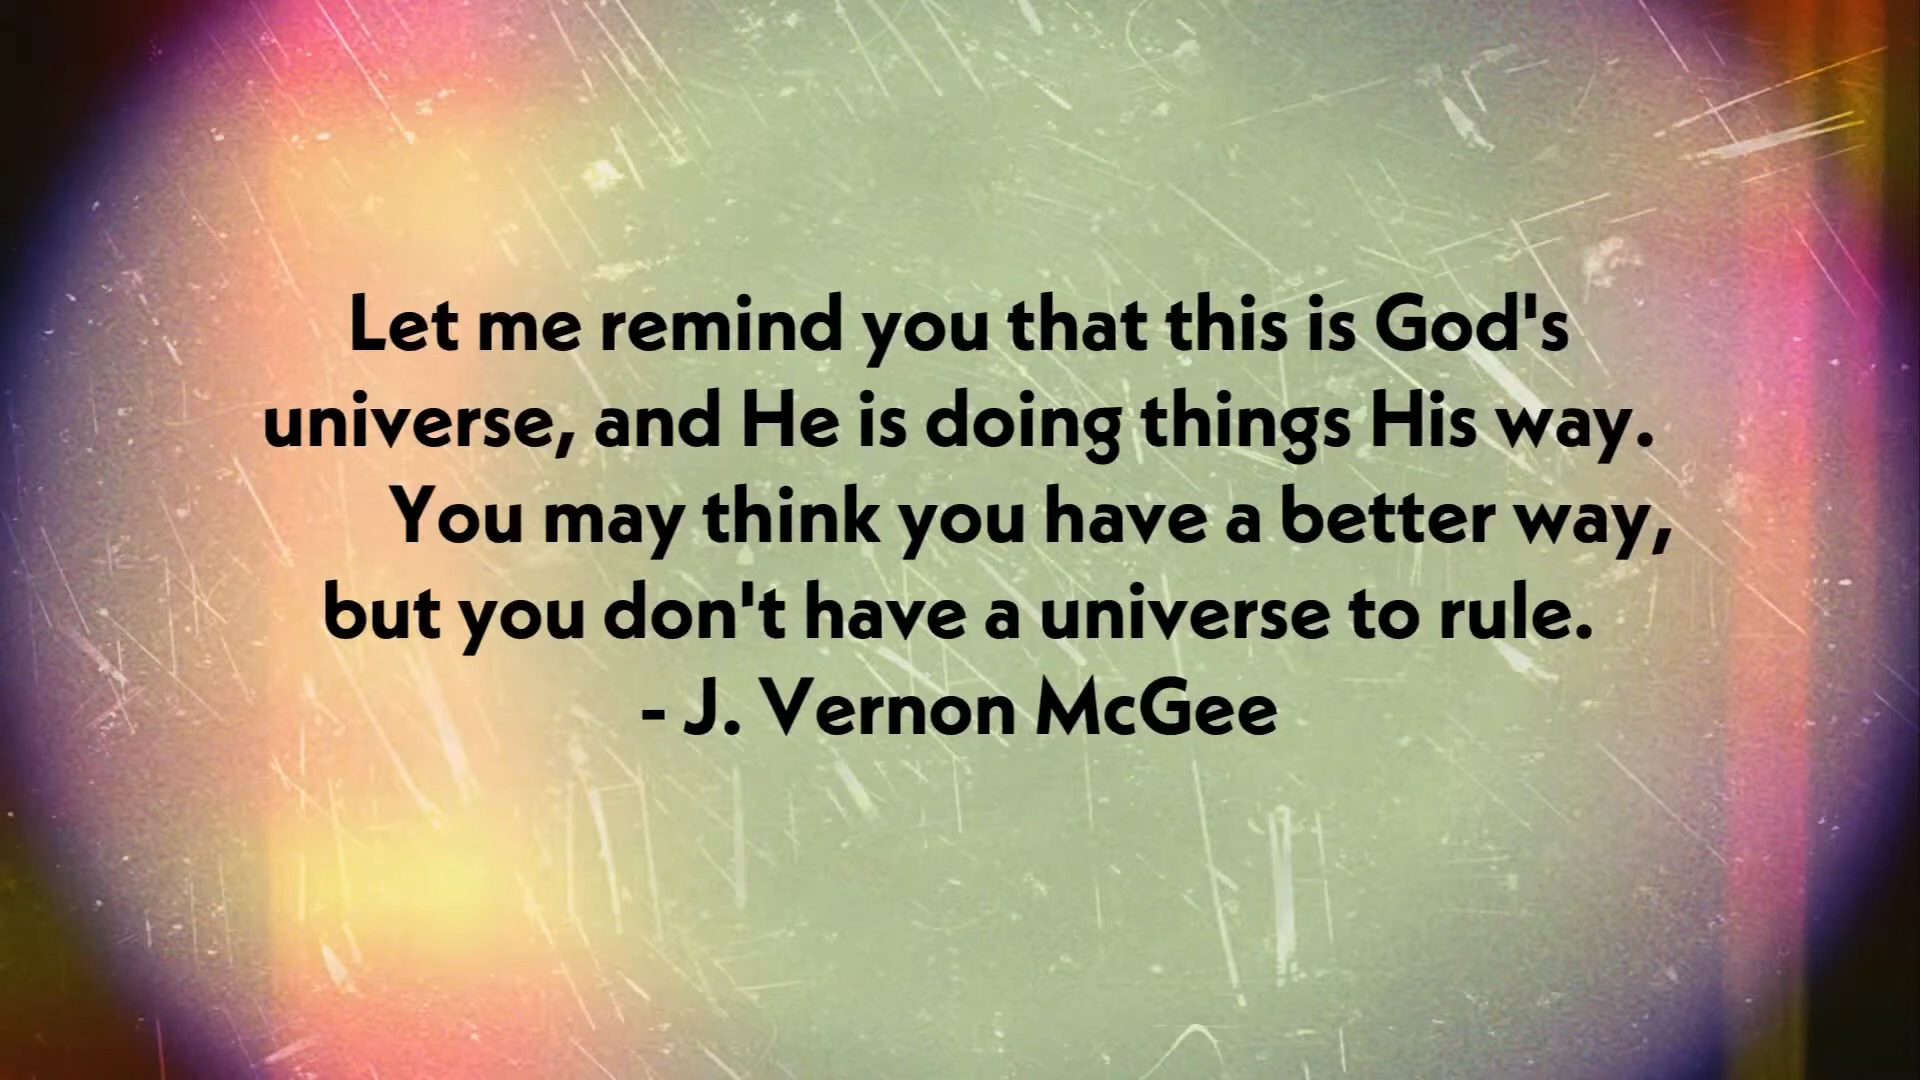 Let me remind you that this is God's
universe, and He is doing things His way.
You may think you have a better way,
but you don't have a universe to rule.
- J. Vernon McGee